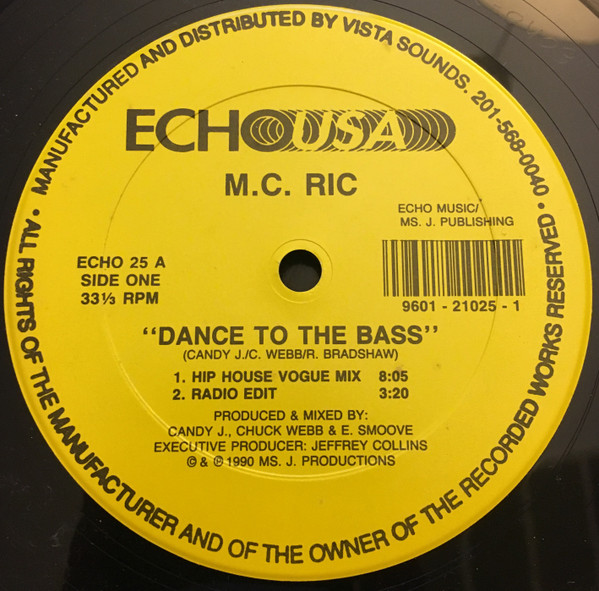 MANUFACTURED AND DISTRIBUTED BY VISTA SOUNDS. 201-568-0040 • ALL RIGHTS OF THE MANUFACTURER AND OF THE OWNER OF THE RECORDED WORKS RESERVED •
ECHO USA
M.C. RIC
ECHO MUSIC/
MS. J. PUBLISHING
ECHO 25 A
SIDE ONE
33⅓ RPM
9601 - 21025 - 1
“DANCE TO THE BASS”
(CANDY J./C. WEBB/R. BRADSHAW)
1. HIP HOUSE VOGUE MIX 8:05
2. RADIO EDIT 3:20
PRODUCED & MIXED BY:
CANDY J., CHUCK WEBB & E. SMOOVE
EXECUTIVE PRODUCER: JEFFREY COLLINS
© & ℗ 1990 MS. J. PRODUCTIONS